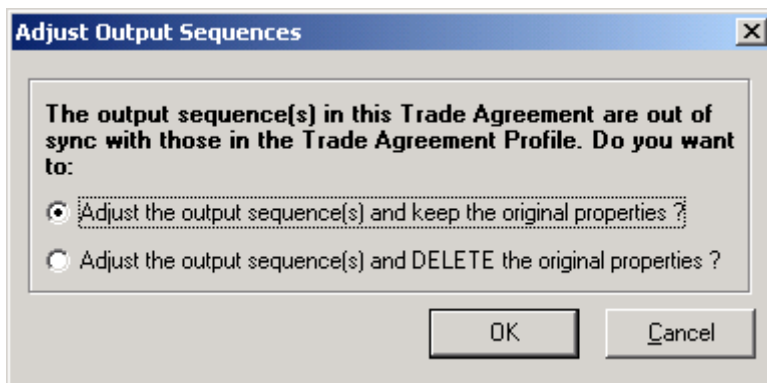 Adjust Output Sequences
The output sequence(s) in this Trade Agreement are out of
sync with those in the Trade Agreement Profile. Do you want
to:
Adjust the output sequence(s) and keep the original properties ?
Adjust the output sequence(s) and DELETE the original properties ?
OK Cancel